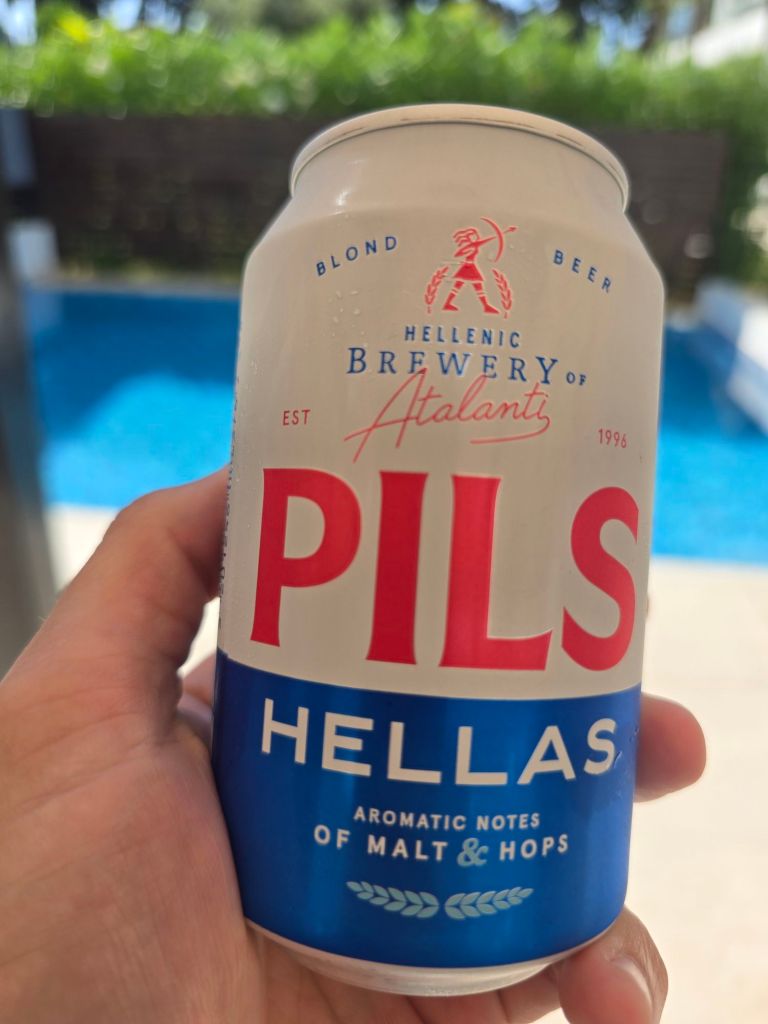 BLOND BEER
HELLENIC
BREWERY OF
Atalanti
EST 1996
PILS
HELLAS
AROMATIC NOTES
OF MALT & HOPS